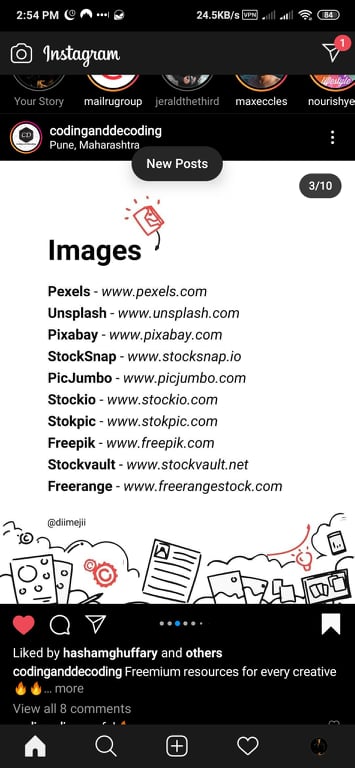 2:54 PM
24.5KB/s VPN 84
Instagram
1
Your Story mailrugroup jeraldthethird maxeccles nourishye
codinganddecoding
Pune, Maharashtra
New Posts
3/10
Images
Pexels - www.pexels.com
Unsplash - www.unsplash.com
Pixabay - www.pixabay.com
StockSnap - www.stocksnap.io
PicJumbo - www.picjumbo.com
Stockio - www.stockio.com
Stokpic - www.stokpic.com
Freepik - www.freepik.com
Stockvault - www.stockvault.net
Freerange - www.freerangestock.com
@diimejii
Liked by hashamghuffary and others
codinganddecoding Freemium resources for every creative
🔥🔥... more
View all 8 comments